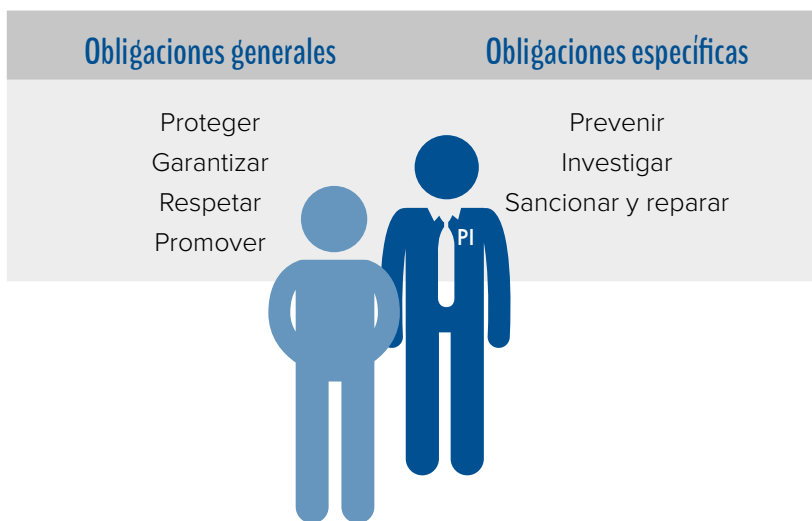 Obligaciones generales
Obligaciones específicas
Proteger
Garantizar
Respetar
Promover
Prevenir
Investigar
Sancionar y reparar
PI